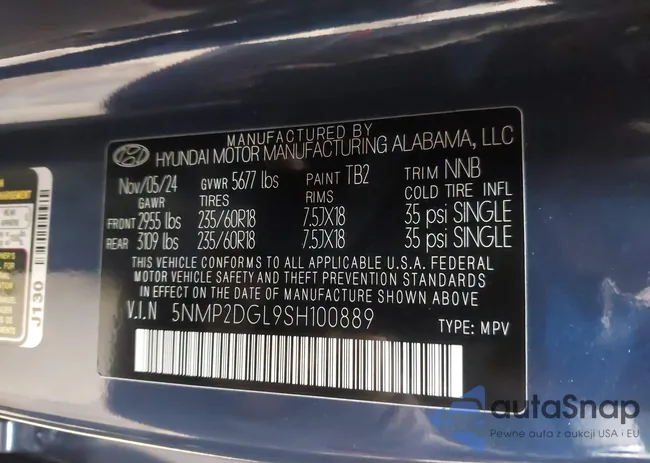 MANUFACTURED BY
HYUNDAI MOTOR MANUFACTURING ALABAMA, LLC
Nov/05/24 GVWR 5677 lbs PAINT TB2 TRIM NNB
GAWR TIRES RIMS COLD TIRE INFL
FRONT 2955 lbs 235/60R18 7.5JX18 35 psi SINGLE
REAR 3109 lbs 235/60R18 7.5JX18 35 psi SINGLE
THIS VEHICLE CONFORMS TO ALL APPLICABLE U.S.A. FEDERAL
MOTOR VEHICLE SAFETY AND THEFT PREVENTION STANDARDS
IN EFFECT ON THE DATE OF MANUFACTURE SHOWN ABOVE.
V.I.N 5NMP2DGL9SH100889 TYPE: MPV
J130
autaSnap
Pewne auta z aukcji USA i EU